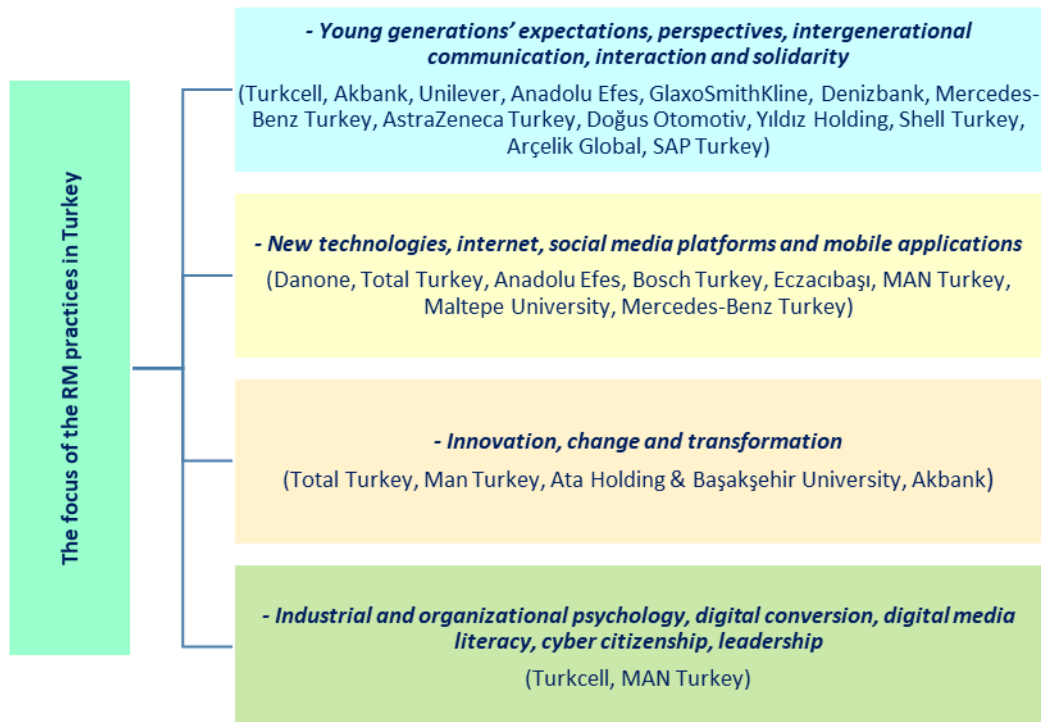 The focus of the RM practices in Turkey
- Young generations' expectations, perspectives, intergenerational
communication, interaction and solidarity
(Turkcell, Akbank, Unilever, Anadolu Efes, GlaxoSmithKline, Denizbank, Mercedes-
Benz Turkey, AstraZeneca Turkey, Doğus Otomotiv, Yıldız Holding, Shell Turkey,
Arçelik Global, SAP Turkey)
- New technologies, internet, social media platforms and mobile applications
(Danone, Total Turkey, Anadolu Efes, Bosch Turkey, Eczacıbaşı, MAN Turkey,
Maltepe University, Mercedes-Benz Turkey)
- Innovation, change and transformation
(Total Turkey, Man Turkey, Ata Holding & Başakşehir University, Akbank)
- Industrial and organizational psychology, digital conversion, digital media
literacy, cyber citizenship, leadership
(Turkcell, MAN Turkey)